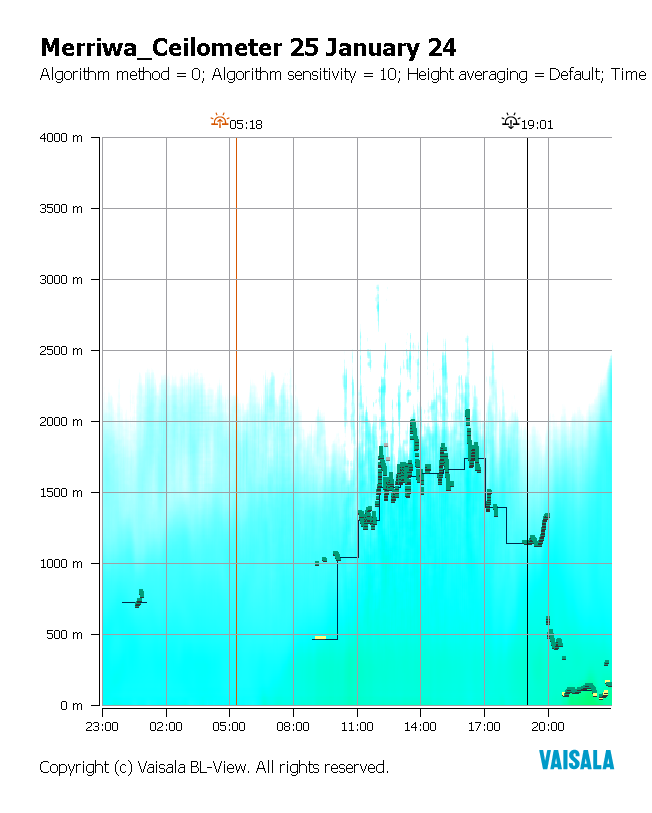 Merriwa_Ceilometer 25 January 24
Algorithm method = 0; Algorithm sensitivity = 10; Height averaging = Default; Time
05:18
19:01
4000 m
3500 m
3000 m
2500 m
2000 m
1500 m
1000 m
500 m
0 m
23:00 02:00 05:00 08:00 11:00 14:00 17:00 20:00
Copyright (c) Vaisala BL-View. All rights reserved.
VAISALA